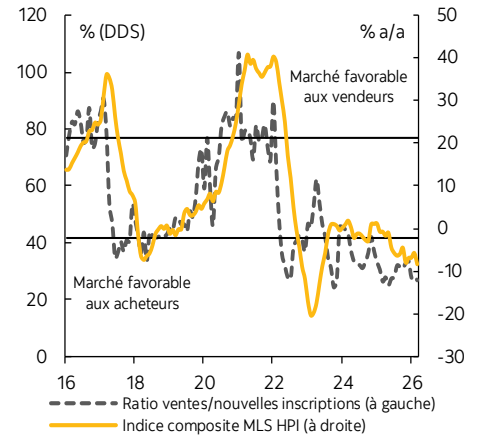 % (DDS)
% a/a
120
100
80
60
40
20
0
50
40
30
20
10
0
-10
-20
-30
Marché favorable
aux vendeurs
Marché favorable
aux acheteurs
16 18 20 22 24 26
Ratio ventes/nouvelles inscriptions (à gauche)
Indice composite MLS HPI (à droite)